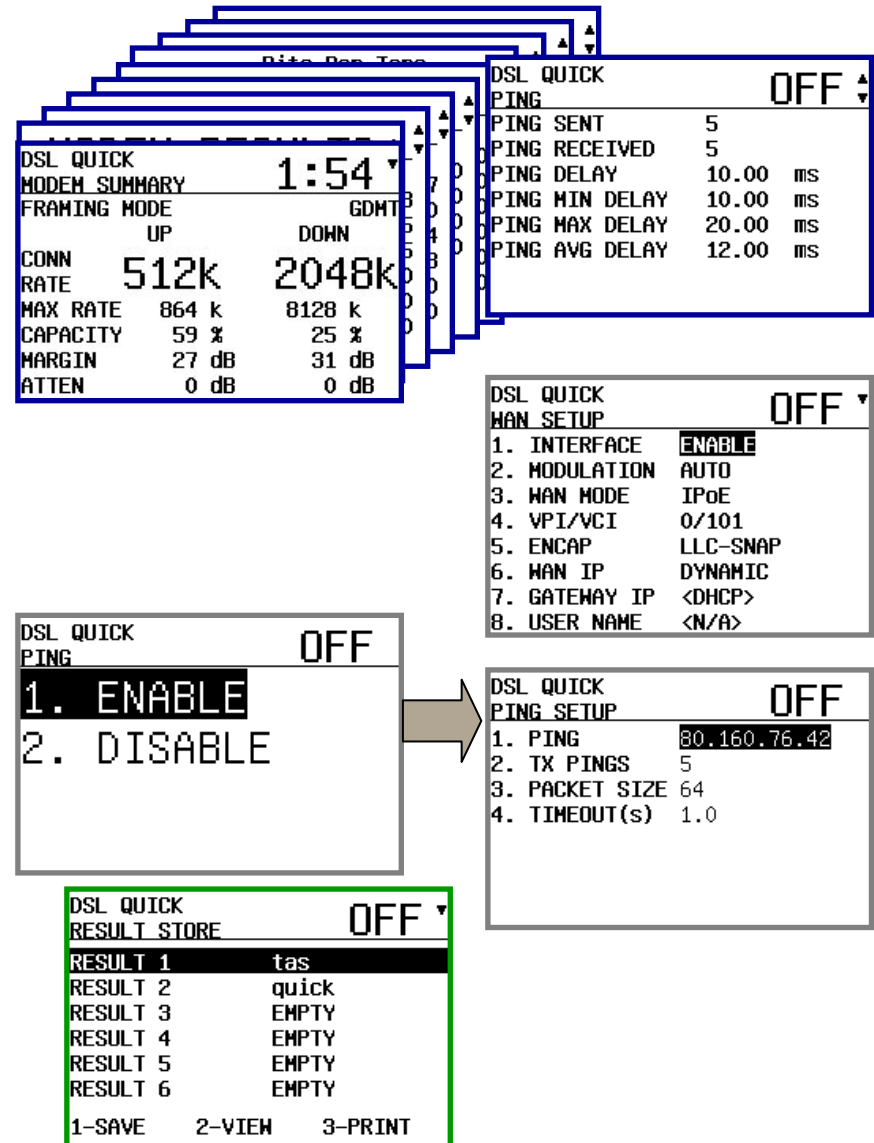 Bits Per Tone
DSL QUICK
MODEM SUMMARY 1:54
FRAMING MODE GDMT
UP DOWN
CONN RATE 512k 2048k
MAX RATE 864 k 8128 k
CAPACITY 59 % 25 %
MARGIN 27 dB 31 dB
ATTEN 0 dB 0 dB
DSL QUICK
PING OFF
PING SENT 5
PING RECEIVED 5
PING DELAY 10.00 ms
PING MIN DELAY 10.00 ms
PING MAX DELAY 20.00 ms
PING AVG DELAY 12.00 ms
DSL QUICK
WAN SETUP OFF
1. INTERFACE ENABLE
2. MODULATION AUTO
3. WAN MODE IPoE
4. VPI/VCI 0/101
5. ENCAP LLC-SNAP
6. WAN IP DYNAMIC
7. GATEWAY IP <DHCP>
8. USER NAME <N/A>
DSL QUICK
PING OFF
1. ENABLE
2. DISABLE
DSL QUICK
PING SETUP OFF
1. PING 80.160.76.42
2. TX PINGS 5
3. PACKET SIZE 64
4. TIMEOUT(s) 1.0
DSL QUICK
RESULT STORE OFF
RESULT 1 tas
RESULT 2 quick
RESULT 3 EMPTY
RESULT 4 EMPTY
RESULT 5 EMPTY
RESULT 6 EMPTY
1-SAVE 2-VIEW 3-PRINT